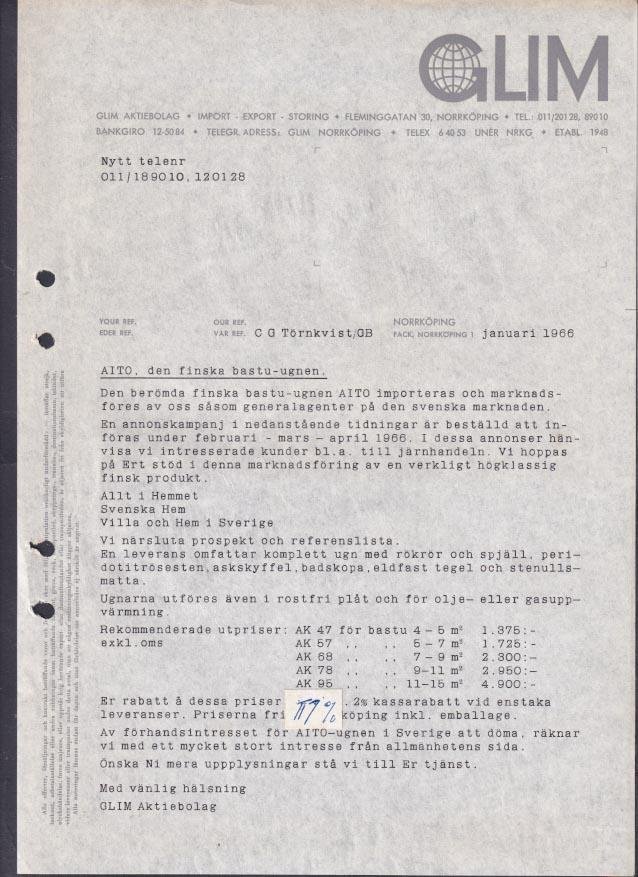 GLIM
GLIM AKTIEBOLAG • IMPORT - EXPORT - STORING • FLEMINGGATAN 30, NORRKÖPING • TEL.: 011/201 28, 89010
BANKGIRO 12-50 84 • TELEGR. ADRESS: GLIM NORRKÖPING • TELEX 6 40 53 UNÉR NRKG • ETABL. 1948
Nytt telenr
011/189010, 120128
YOUR REF. OUR REF. NORRKÖPING
EDER REF. VÅR REF. C G Törnkvist/GB FACK, NORRKÖPING 1 januari 1966
AITO, den finska bastu-ugnen.
Den berömda finska bastu-ugnen AITO importeras och marknads-
föres av oss såsom generalagenter på den svenska marknaden.
En annonskampanj i nedanstående tidningar är beställd att in-
föras under februari - mars - april 1966. I dessa annonser hän-
visa vi intresserade kunder bl.a. till järnhandeln. Vi hoppas
på Ert stöd i denna marknadsföring av en verkligt högklassig
finsk produkt.
Allt i Hemmet
Svenska Hem
Villa och Hem i Sverige
Vi närsluta prospekt och referenslista.
En leverans omfattar komplett ugn med rökrör och spjäll, peri-
dotitrösesten, askskyffel, badskopa, eldfast tegel och stenulls-
matta.
Ugnarna utföres även i rostfri plåt och för olje- eller gasupp-
värmning.
Rekommenderade utpriser: AK 47 för bastu 4 - 5 m² 1.375:-
exkl.oms AK 57 .. .. 5 - 7 m² 1.725:-
AK 68 .. .. 7 - 9 m² 2.300:-
AK 78 .. .. 9-11 m² 2.950:-
AK 95 .. .. 11-15 m² 4.900:-
Er rabatt å dessa priser . 2% kassarabatt vid enstaka
leveranser. Priserna fri köping inkl. emballage.
Av förhandsintresset för AITO-ugnen i Sverige att döma, räknar
vi med ett mycket stort intresse från allmänhetens sida.
Önska Ni mera uppplysningar stå vi till Er tjänst.
Med vänlig hälsning
GLIM Aktiebolag